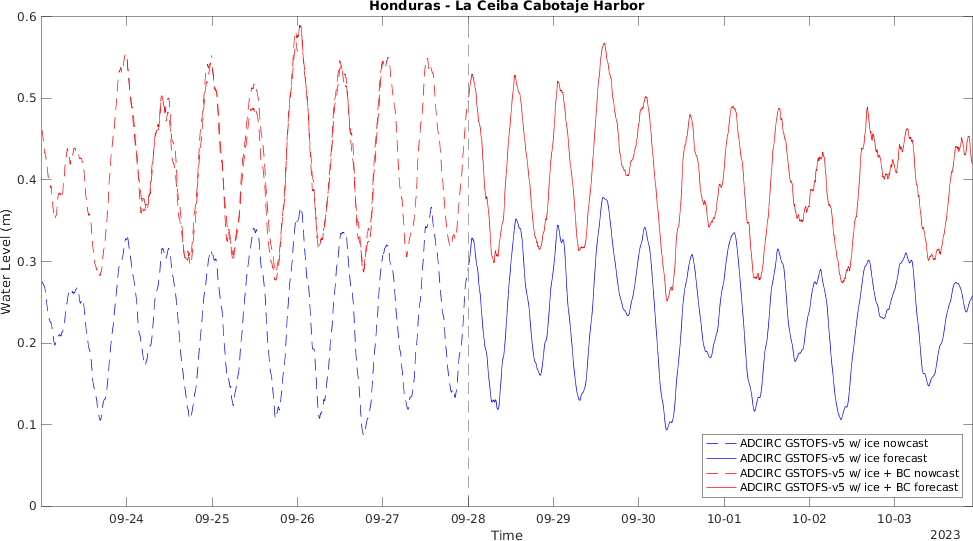 Honduras - La Ceiba Cabotaje Harbor
0.6
0.5
0.4
0.3
0.2
0.1
0
Water Level (m)
09-24
09-25
09-26
09-27
09-28
09-29
09-30
10-01
10-02
10-03
Time
2023
ADCIRC GSTOFS-v5 w/ ice nowcast
ADCIRC GSTOFS-v5 w/ ice forecast
ADCIRC GSTOFS-v5 w/ ice + BC nowcast
ADCIRC GSTOFS-v5 w/ ice + BC forecast